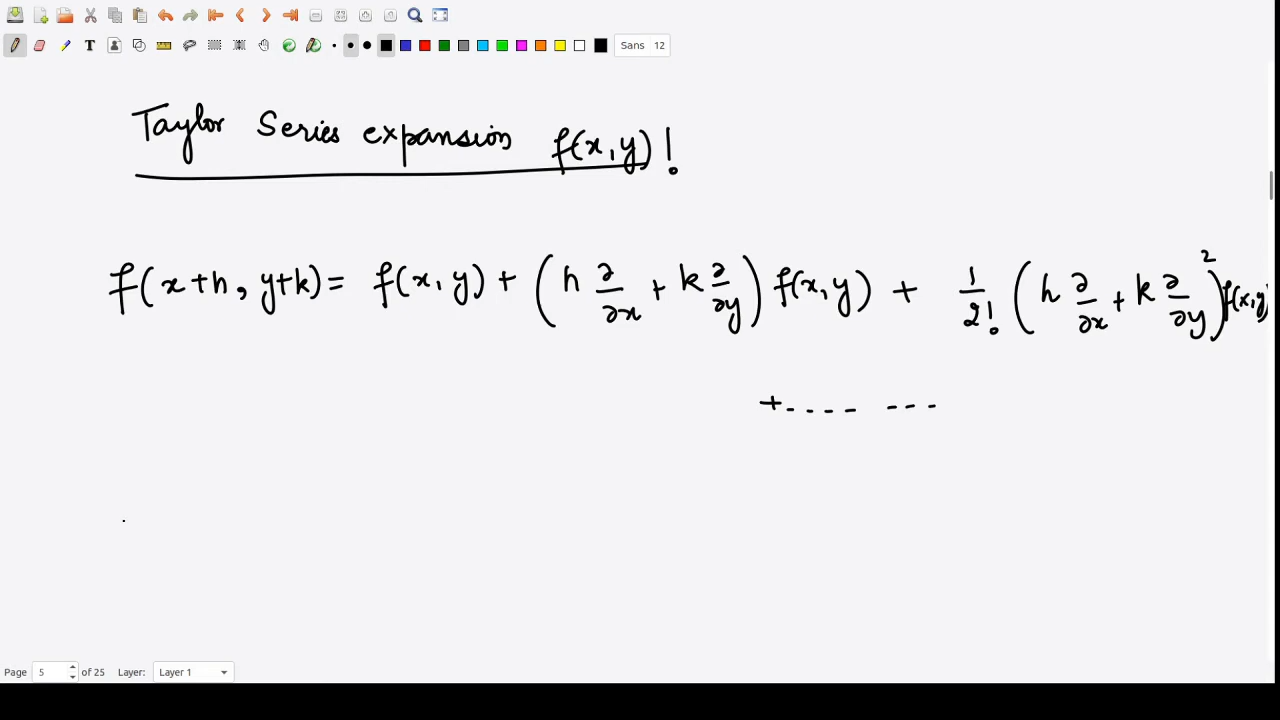 Sans 12
Taylor Series expansion f(x,y)!
f(x+h, y+k) = f(x,y) + (h ∂/∂x + k ∂/∂y) f(x,y) + 1/2! (h ∂/∂x + k ∂/∂y)² f(x,y)
+.... ...
Page 5 of 25 Layer: Layer 1